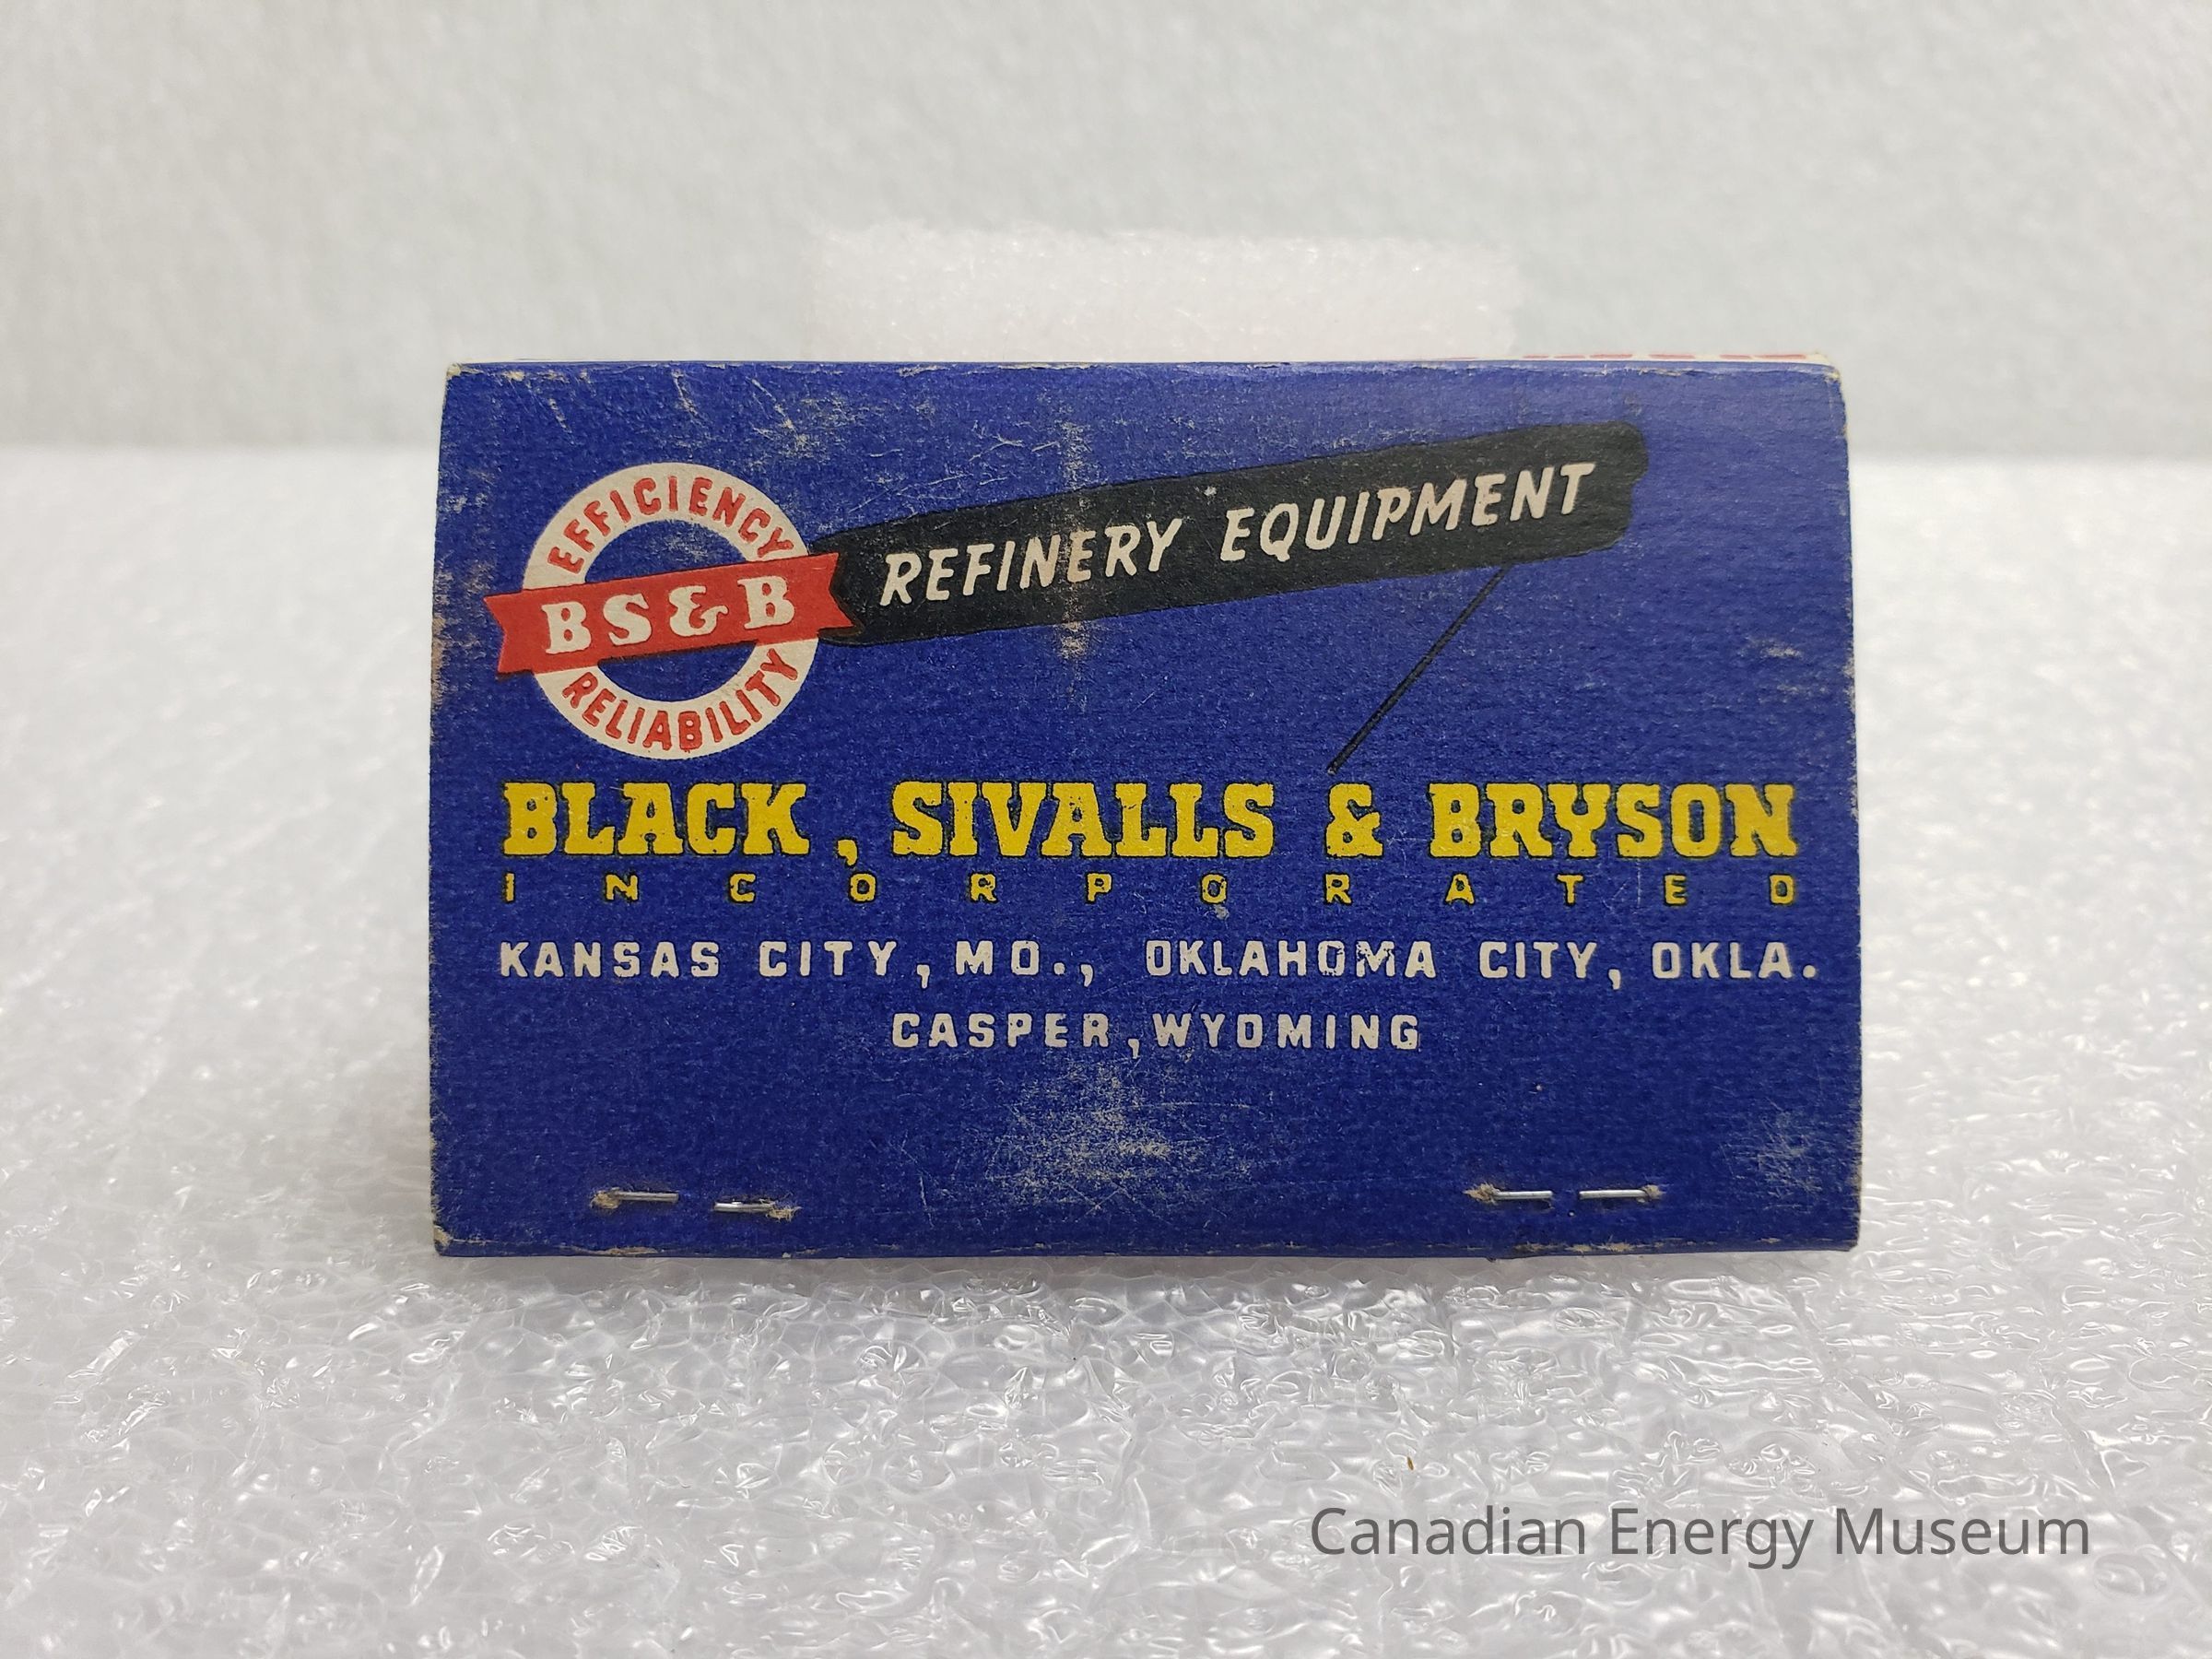 EFFICIENCY
BS&B
RELIABILITY
REFINERY EQUIPMENT
BLACK, SIVALLS & BRYSON
INCORPORATED
KANSAS CITY, MO., OKLAHOMA CITY, OKLA.
CASPER, WYOMING
Canadian Energy Museum